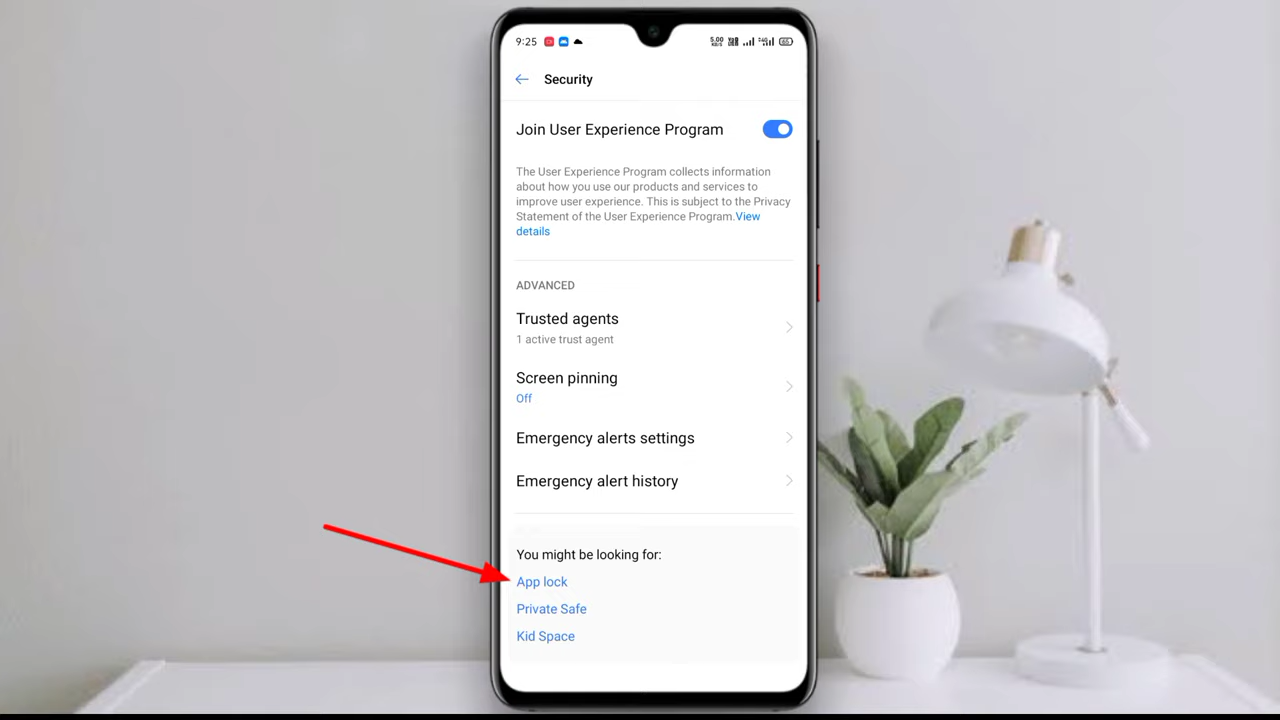 9:25
5.00
KB/S
Security
Join User Experience Program
The User Experience Program collects information
about how you use our products and services to
improve user experience. This is subject to the Privacy
Statement of the User Experience Program.View
details
ADVANCED
Trusted agents
1 active trust agent
Screen pinning
Off
Emergency alerts settings
Emergency alert history
You might be looking for:
App lock
Private Safe
Kid Space